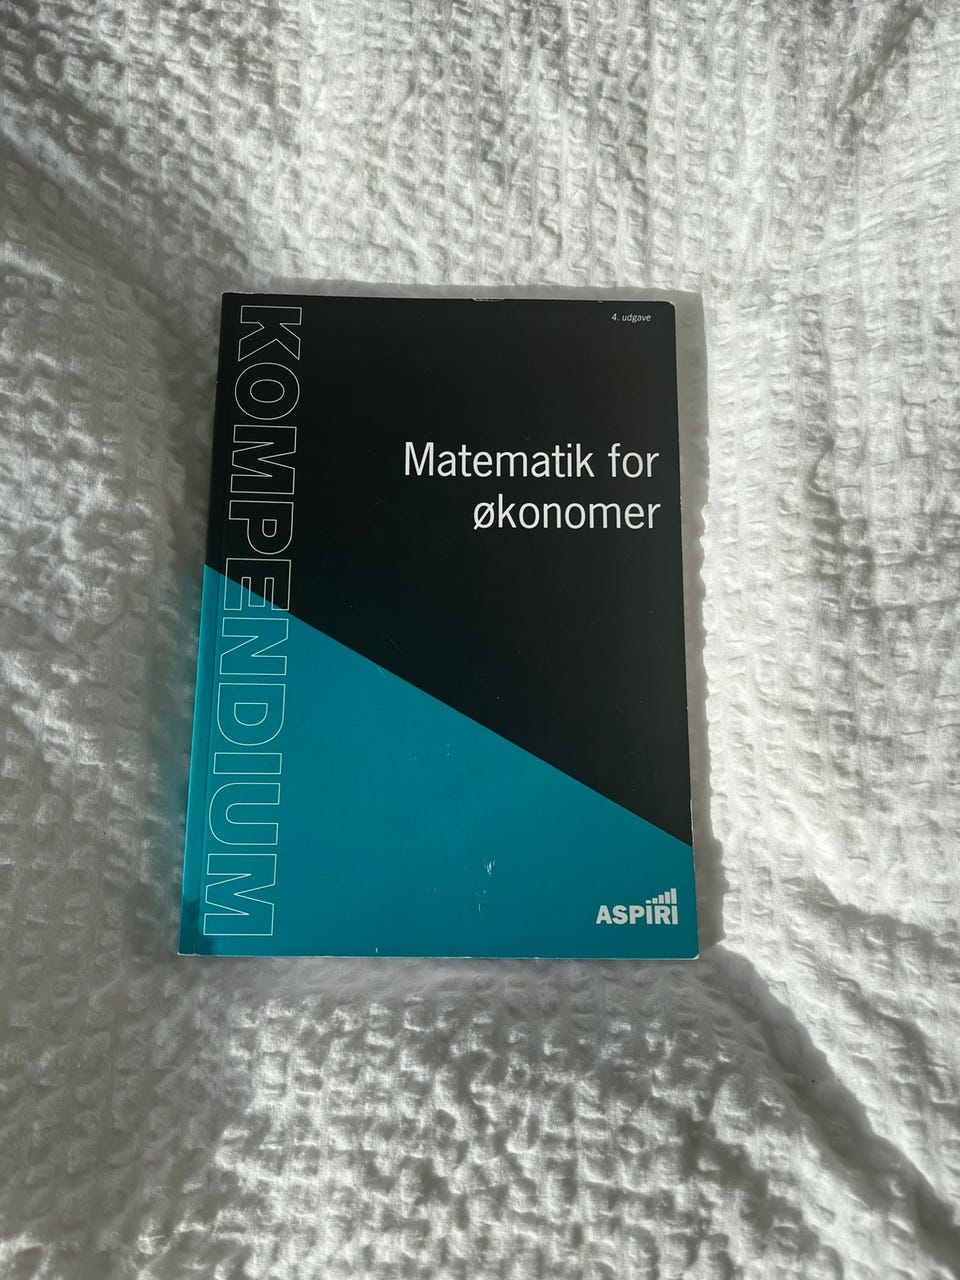 4. udgave
KOMPENDIUM
Matematik for
økonomer
ASPIRI